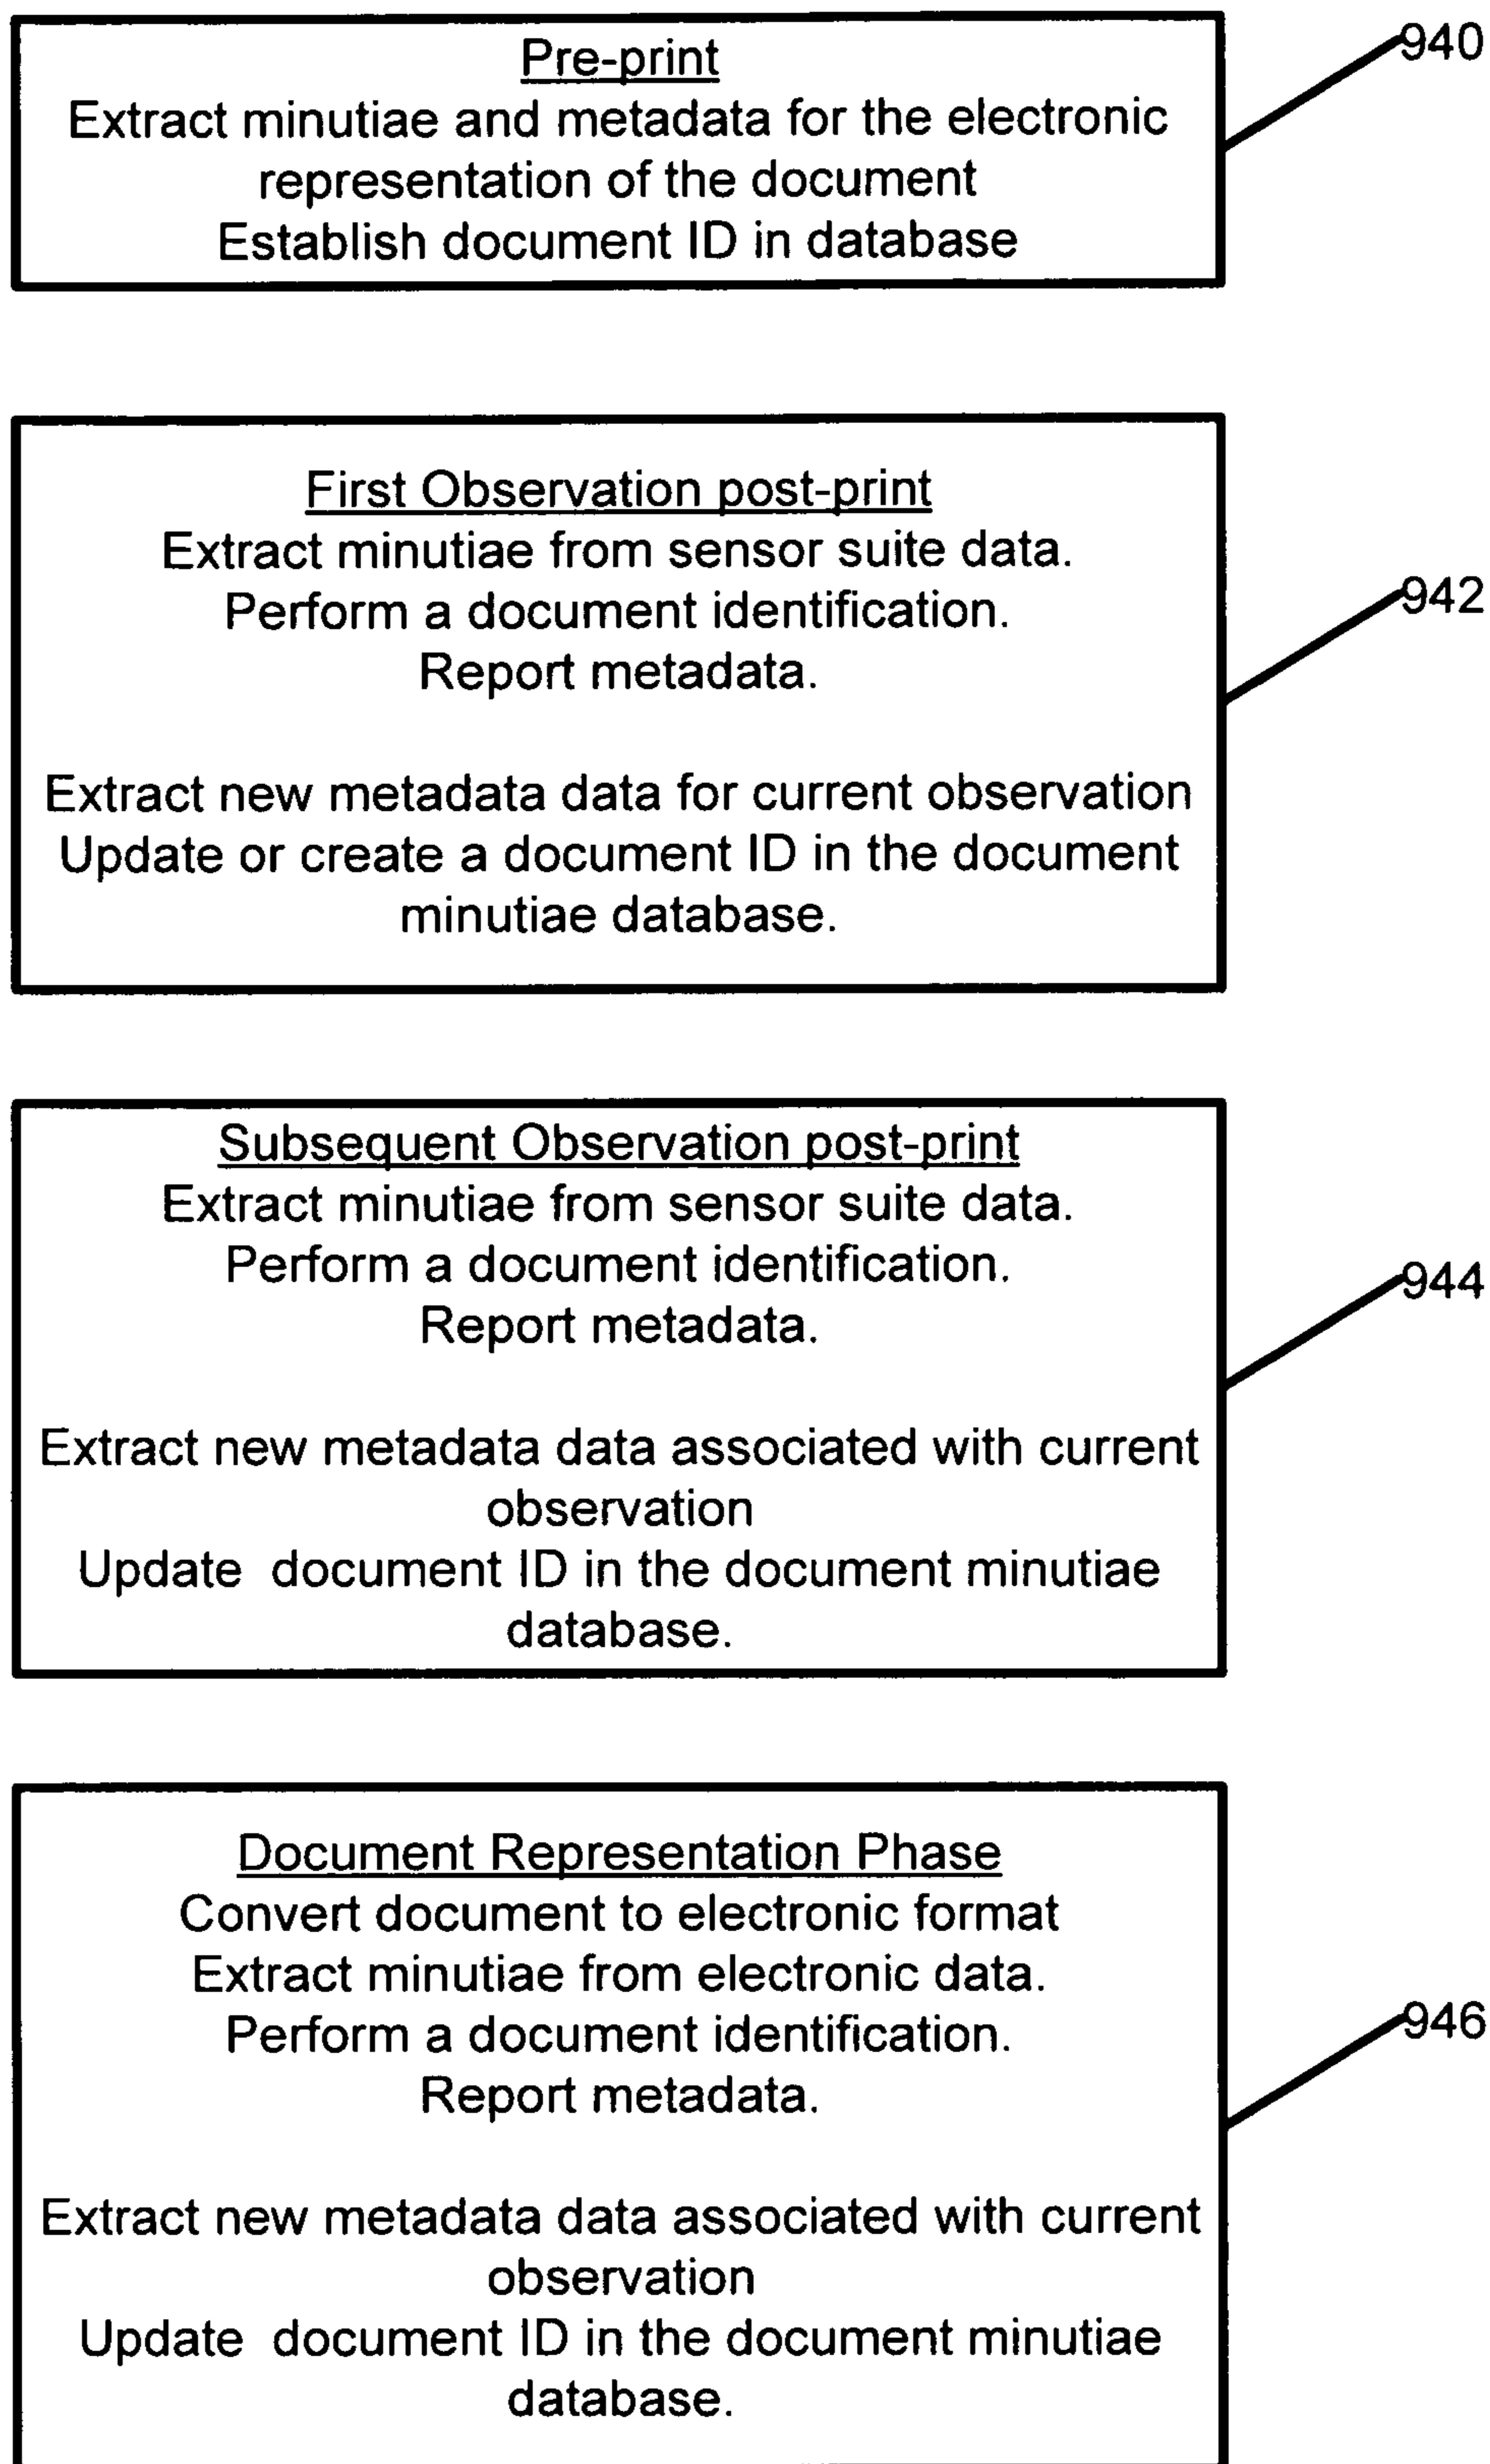 Pre-print
940
Extract minutiae and metadata for the electronic
representation of the document
Establish document ID in database
First Observation post-print
Extract minutiae from sensor suite data.
942
Perform a document identification.
Report metadata.
Extract new metadata data for current observation
Update or create a document ID in the document
minutiae database.
Subsequent Observation post-print
Extract minutiae from sensor suite data.
Perform a document identification.
944
Report metadata.
Extract new metadata data associated with current
observation
Update document ID in the document minutiae
database.
Document Representation Phase
Convert document to electronic format
Extract minutiae from electronic data.
946
Perform a document identification.
Report metadata.
Extract new metadata data associated with current
observation
Update document ID in the document minutiae
database.